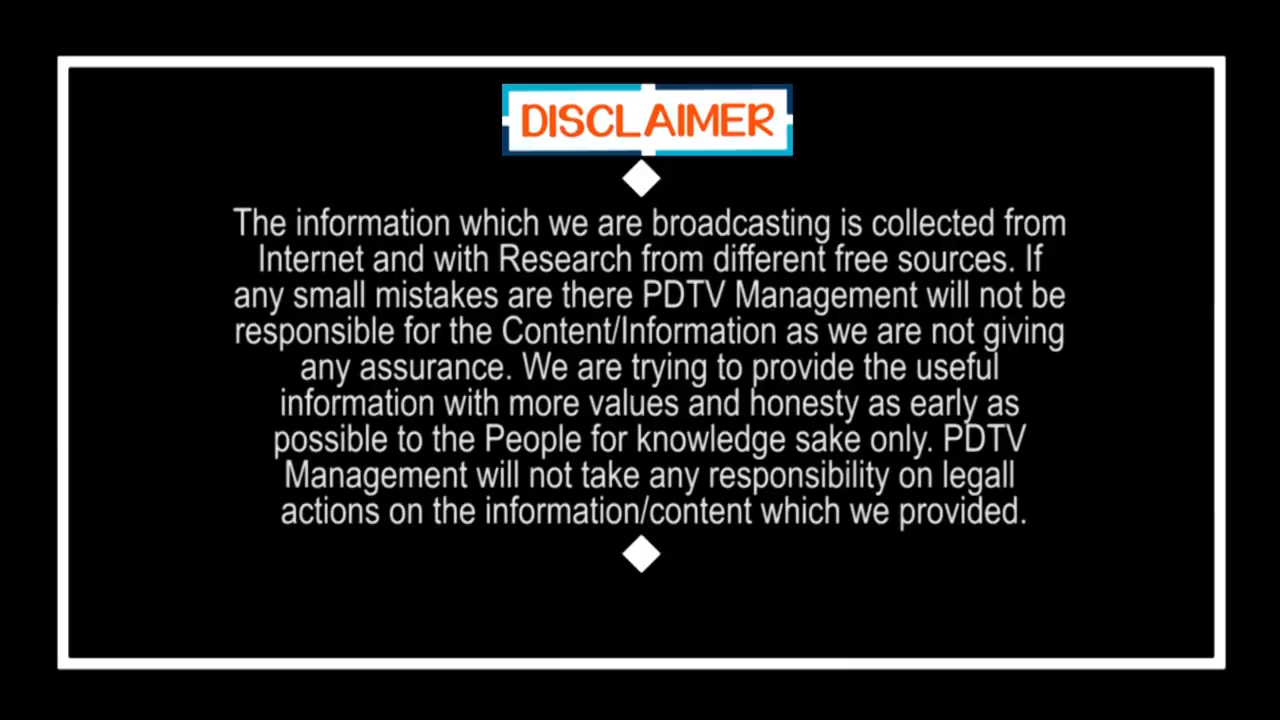 DISCLAIMER
The information which we are broadcasting is collected from
Internet and with Research from different free sources. If
any small mistakes are there PDTV Management will not be
responsible for the Content/Information as we are not giving
any assurance. We are trying to provide the useful
information with more values and honesty as early as
possible to the People for knowledge sake only. PDTV
Management will not take any responsibility on legall
actions on the information/content which we provided.